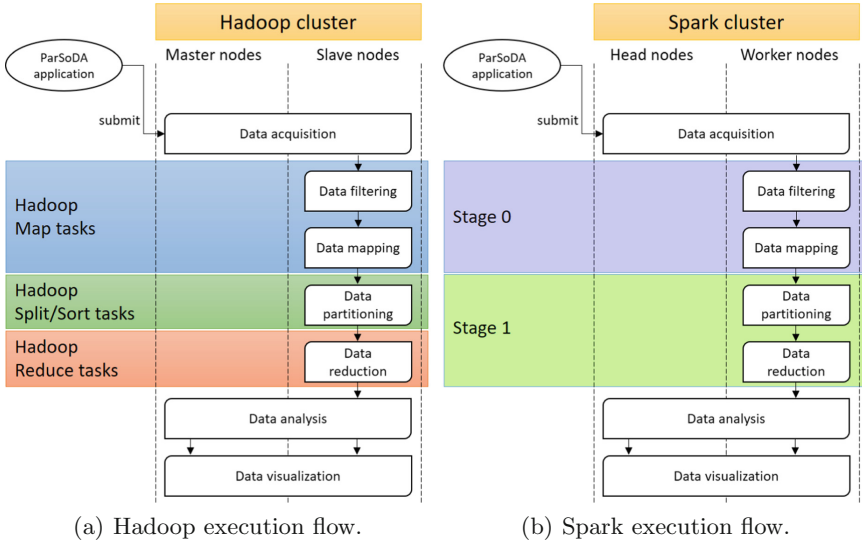 Hadoop cluster
Master nodes
Slave nodes
ParSoDA
application
submit
Data acquisition
Hadoop
Map tasks
Data filtering
Data mapping
Hadoop
Split/Sort tasks
Data
partitioning
Hadoop
Reduce tasks
Data
reduction
Data analysis
Data visualization
(a) Hadoop execution flow.
Spark cluster
Head nodes
Worker nodes
ParSoDA
application
submit
Data acquisition
Stage 0
Data filtering
Data mapping
Stage 1
Data
partitioning
Data
reduction
Data analysis
Data visualization
(b) Spark execution flow.